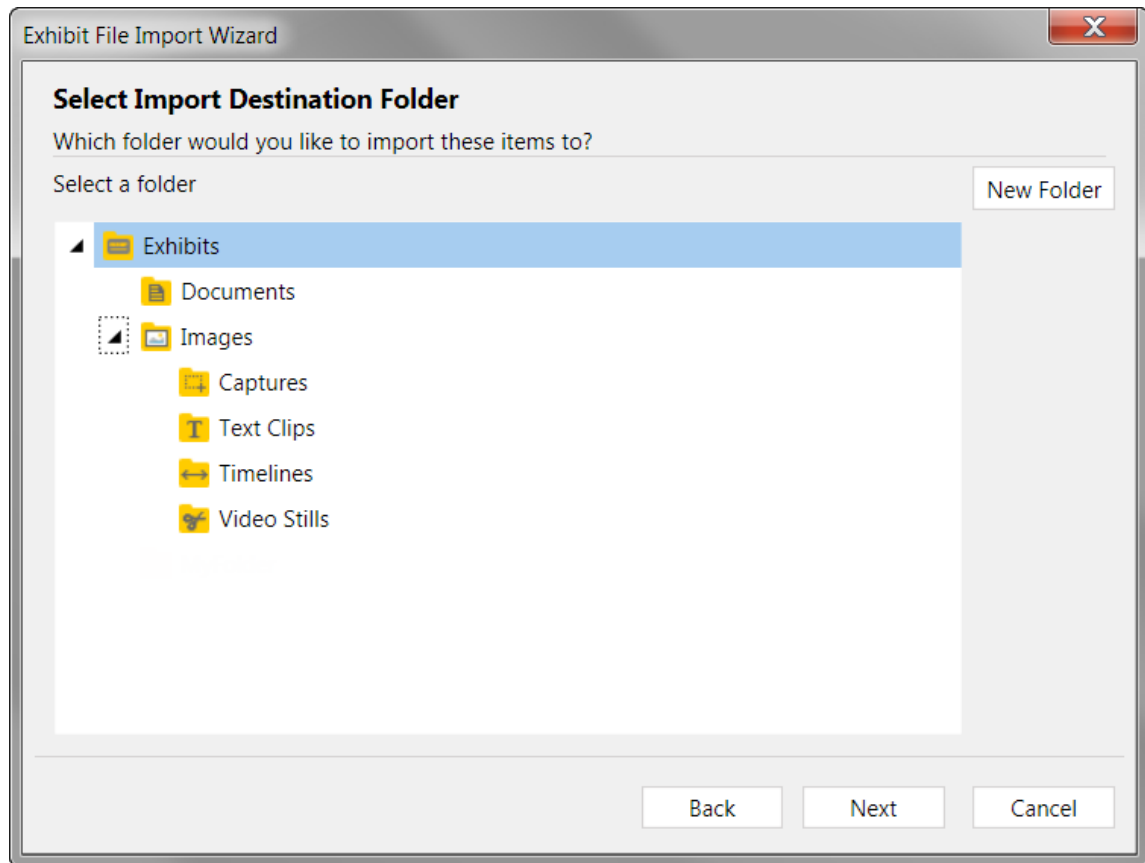 Exhibit File Import Wizard
X
Select Import Destination Folder
Which folder would you like to import these items to?
Select a folder
New Folder
Exhibits
Documents
Images
Captures
T Text Clips
Timelines
Video Stills
Back Next Cancel